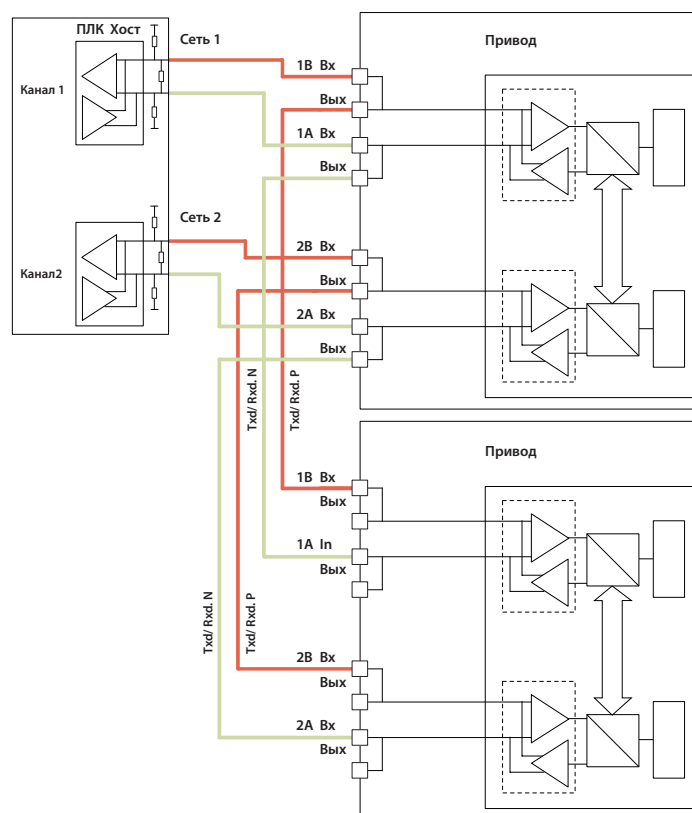 ПЛК Хост
Сеть 1
Канал 1
Сеть 2
Канал2
Привод
1B Вх
Вых
1A Вх
Вых
2B Вх
Вых
2A Вх
Вых
Txd/ Rxd. N
Txd/ Rxd. P
Привод
1B Вх
Вых
1A In
Вых
Txd/ Rxd. N
Txd/ Rxd. P
2B Вх
Вых
2A Вх
Вых